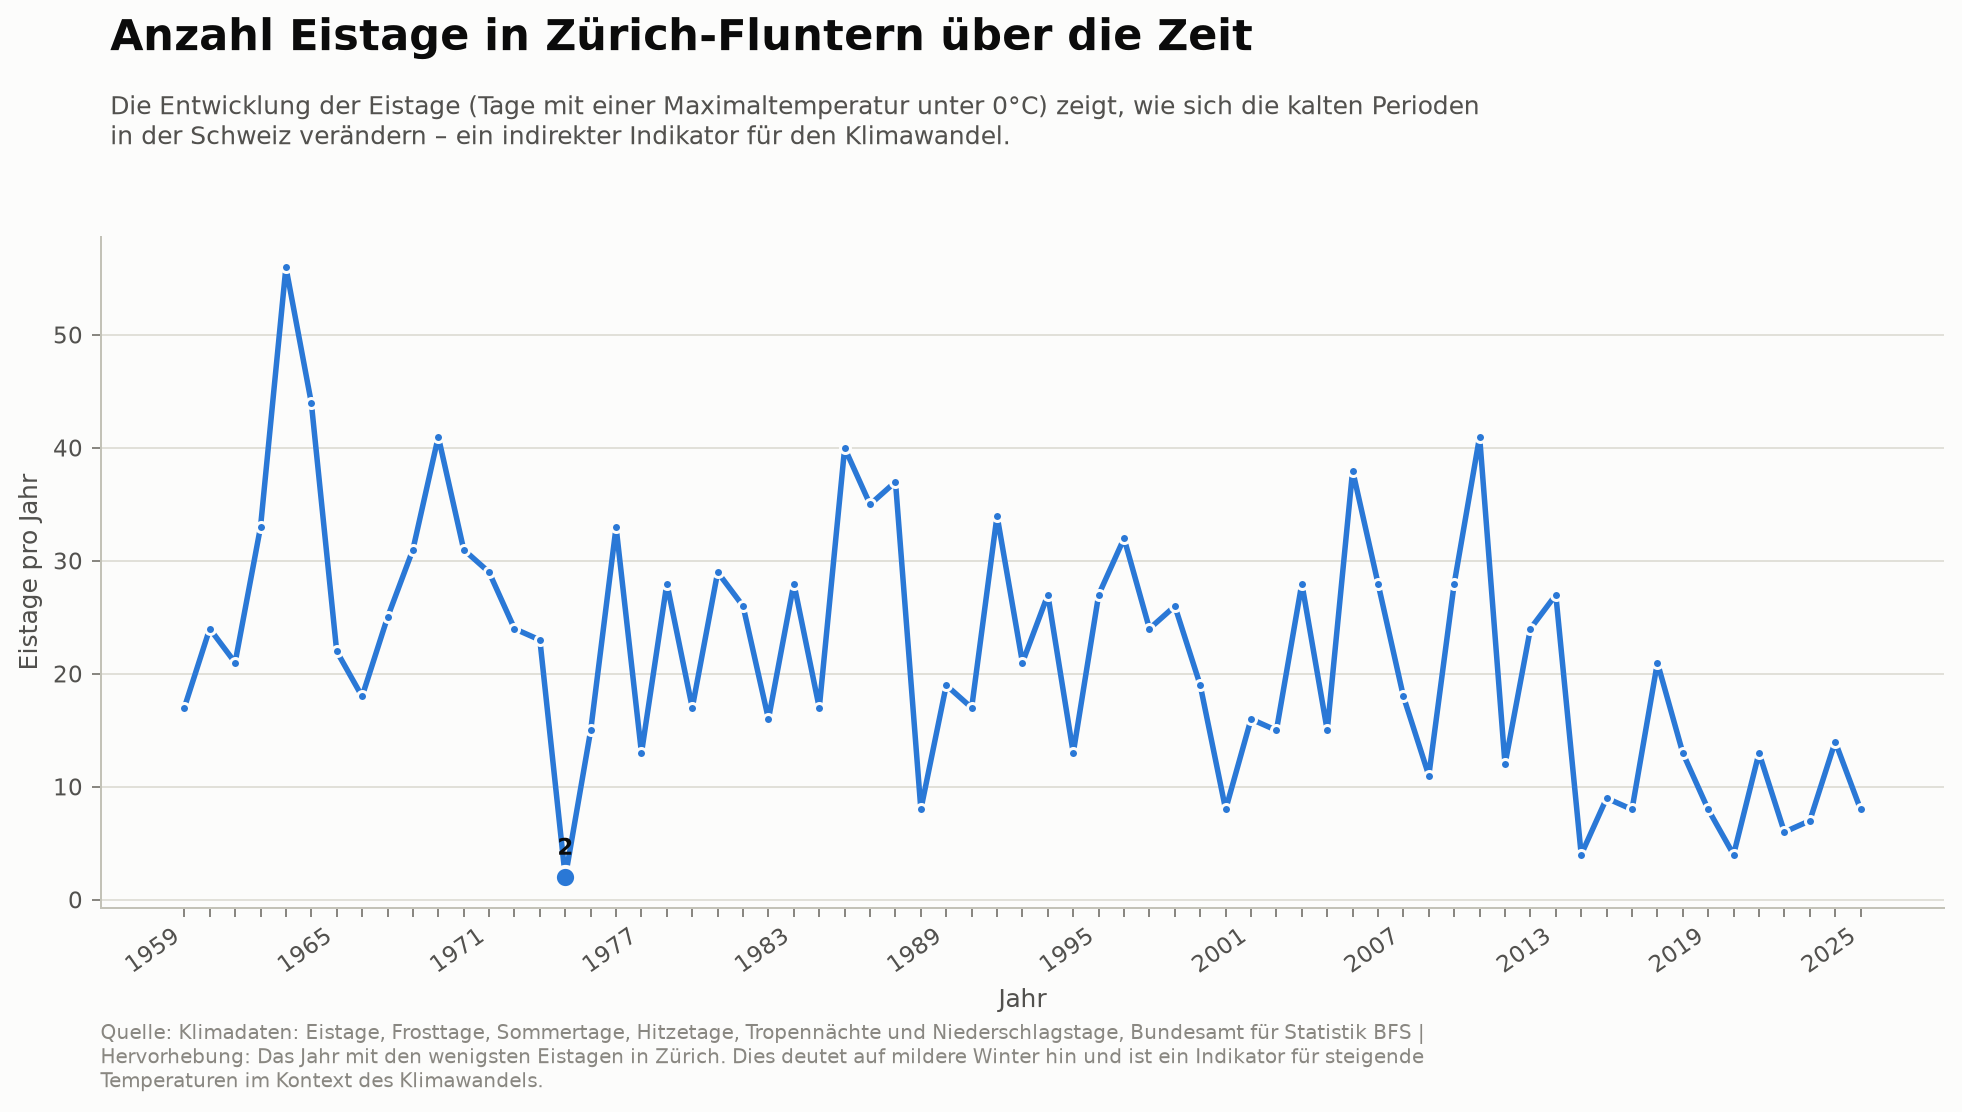 Anzahl Eistage in Zürich-Fluntern über die Zeit
Die Entwicklung der Eistage (Tage mit einer Maximaltemperatur unter 0°C) zeigt, wie sich die kalten Perioden
in der Schweiz verändern – ein indirekter Indikator für den Klimawandel.
Eistage pro Jahr
50
40
30
20
10
0
2
1959
1965
1971
1977
1983
1989
1995
2001
2007
2013
2019
2025
Jahr
Quelle: Klimadaten: Eistage, Frosttage, Sommertage, Hitzetage, Tropennächte und Niederschlagstage, Bundesamt für Statistik BFS |
Hervorhebung: Das Jahr mit den wenigsten Eistagen in Zürich. Dies deutet auf mildere Winter hin und ist ein Indikator für steigende
Temperaturen im Kontext des Klimawandels.